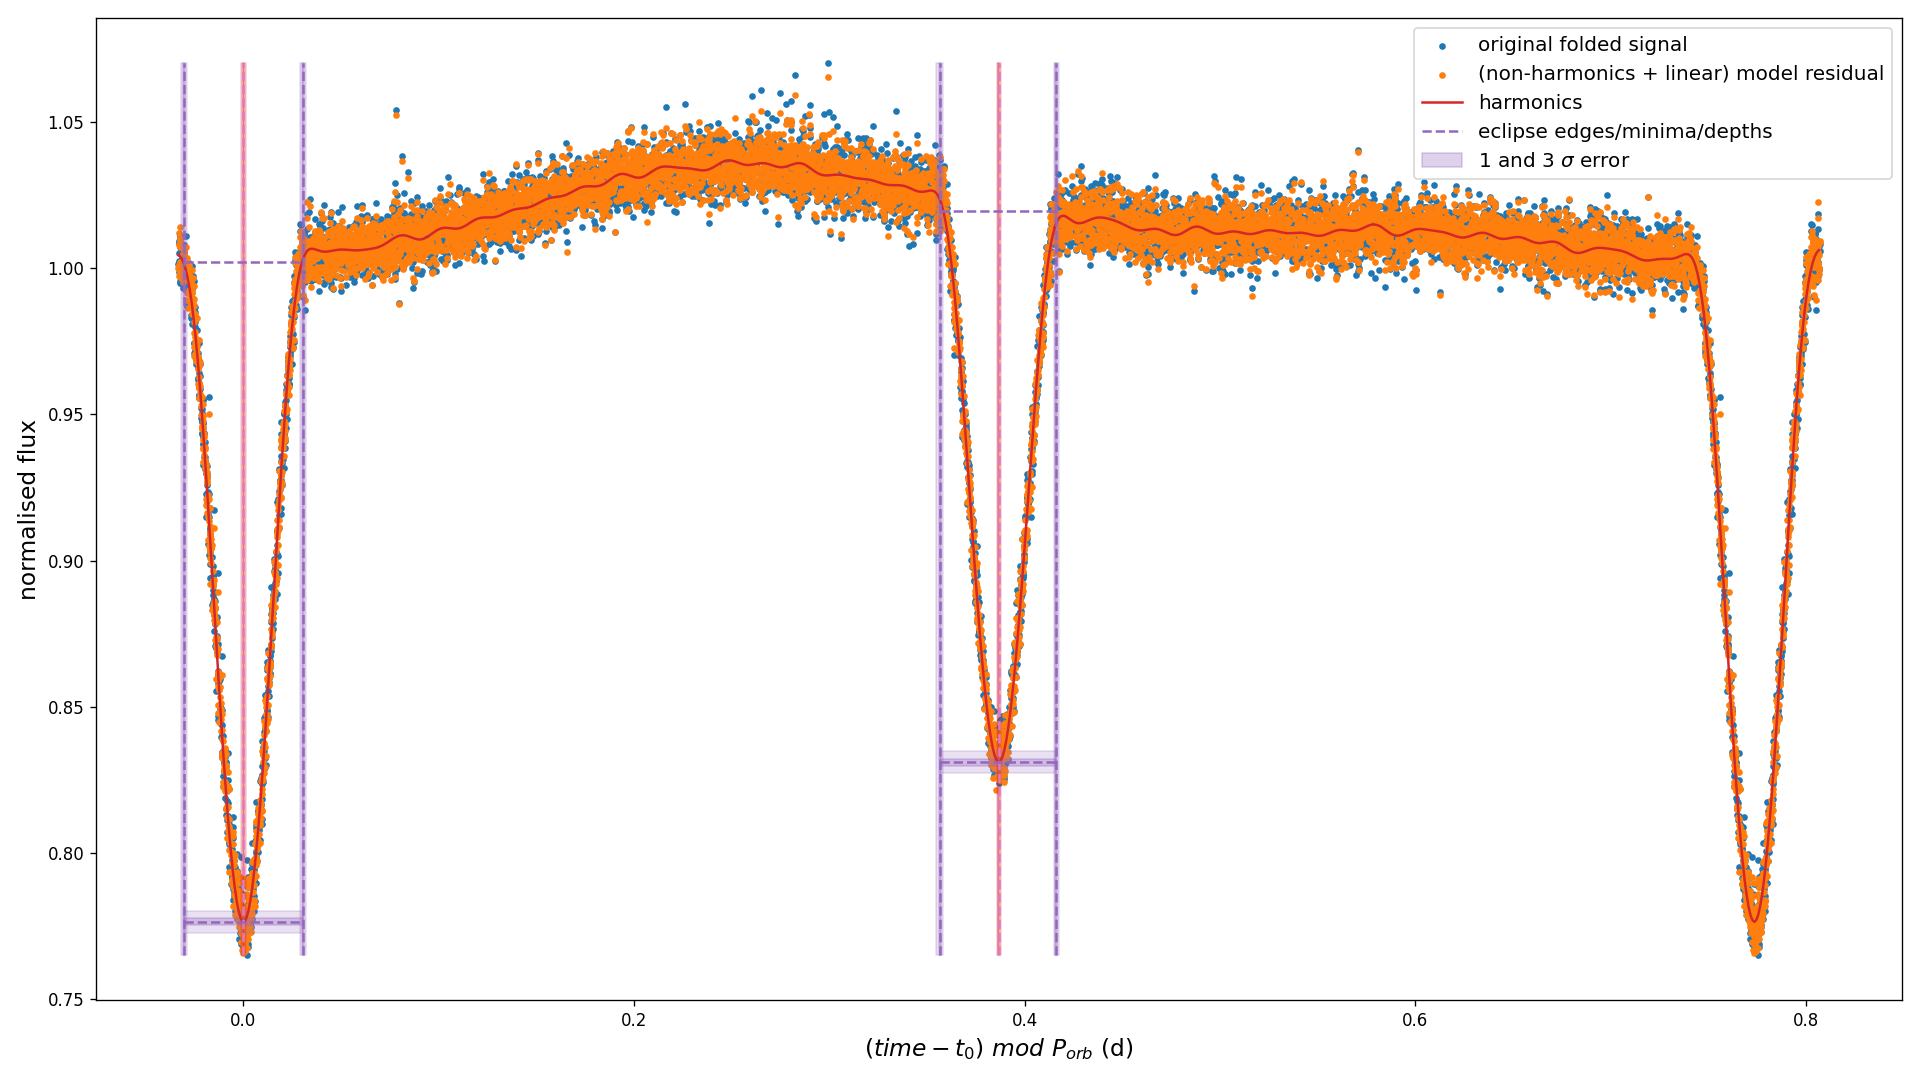 original folded signal
(non-harmonics + linear) model residual
harmonics
eclipse edges/minima/depths
1 and 3 σ error
normalised flux
1.05
1.00
0.95
0.90
0.85
0.80
0.75
0.0 0.2 0.4 0.6 0.8
(time − t₀) mod Pₒᵣb (d)